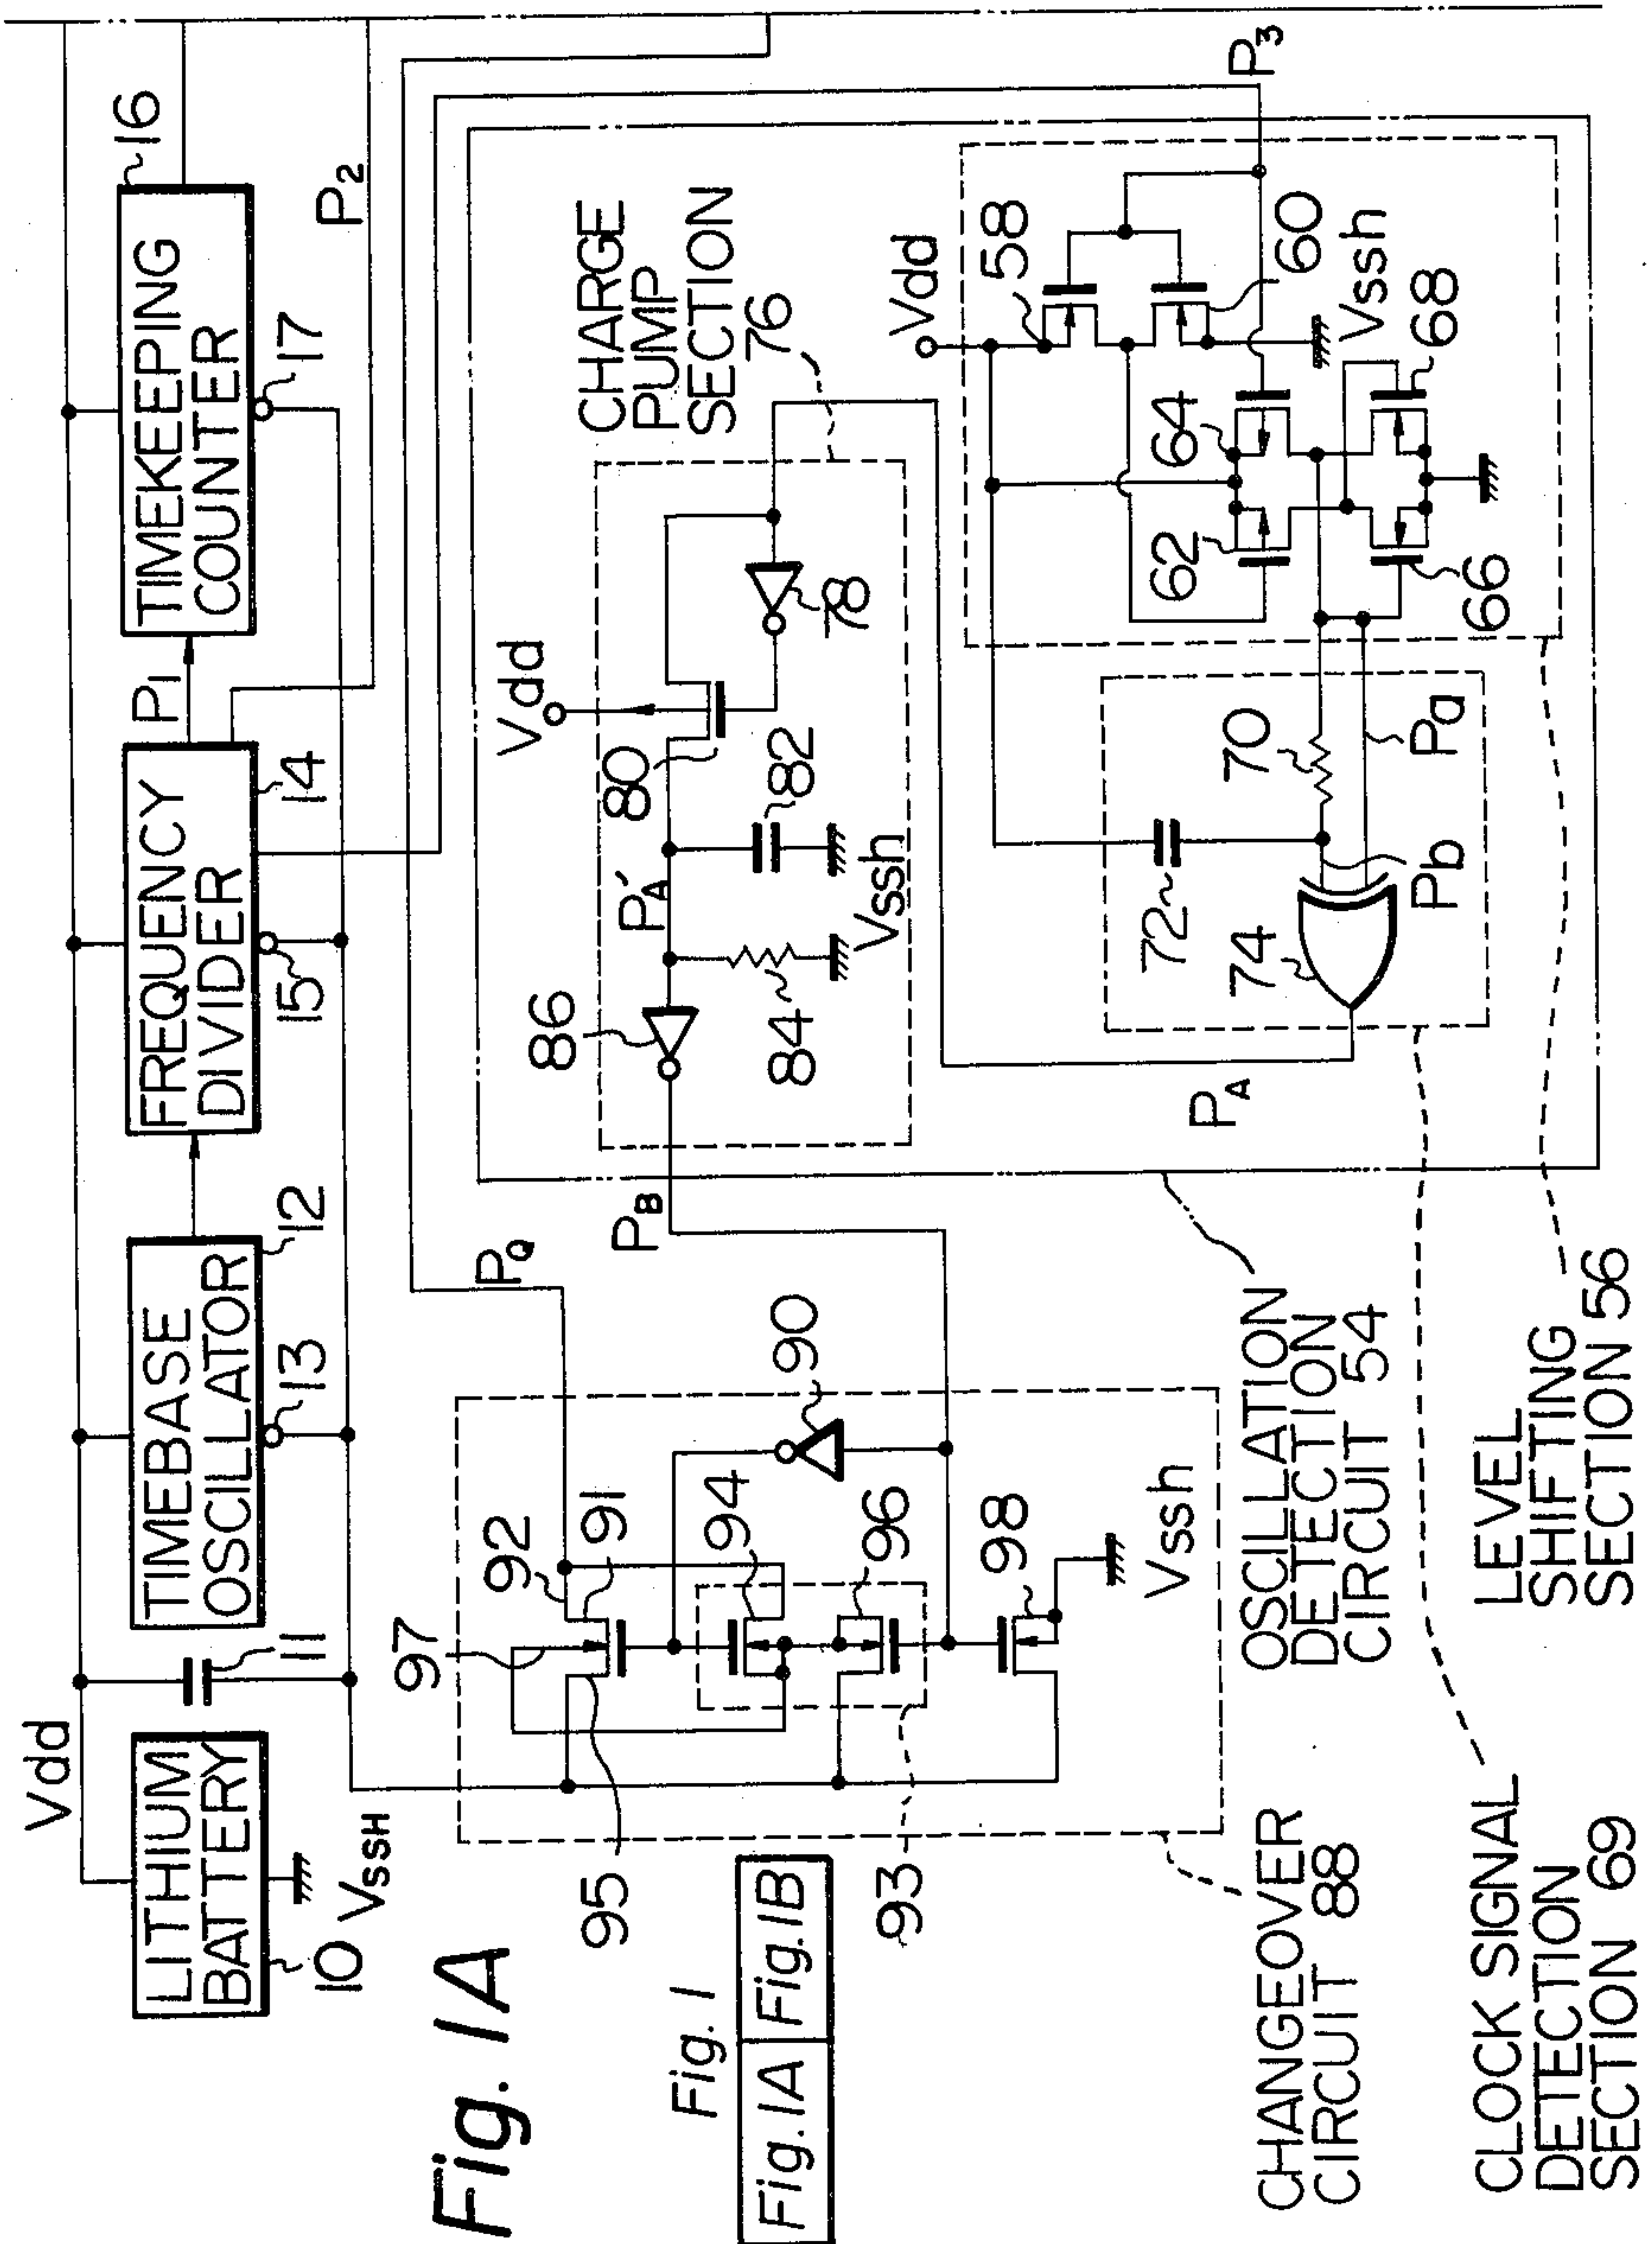 Vdd
LITHIUM
BATTERY
10
VSSH
11
TIMEBASE
OSCILLATOR
12
13
FREQUENCY
DIVIDER
14
15
P1
TIMEKEEPING
COUNTER
16
17
P2
Fig. 1A
Fig. 1
Fig. 1A
Fig. 1B
PQ
92
91
97
95
94
96
93
90
98
Vssh
CHANGEOVER
CIRCUIT 88
PB
CHARGE
PUMP
SECTION
76
Vdd
78
80
82
P'A
84
Vssh
86
PA
OSCILLATION
DETECTION
CIRCUIT 54
P3
Vdd
58
60
Vssh
62
64
66
68
70
72
74
Pa
Pb
LEVEL
SHIFTING
SECTION 56
CLOCK SIGNAL
DETECTION
SECTION 69